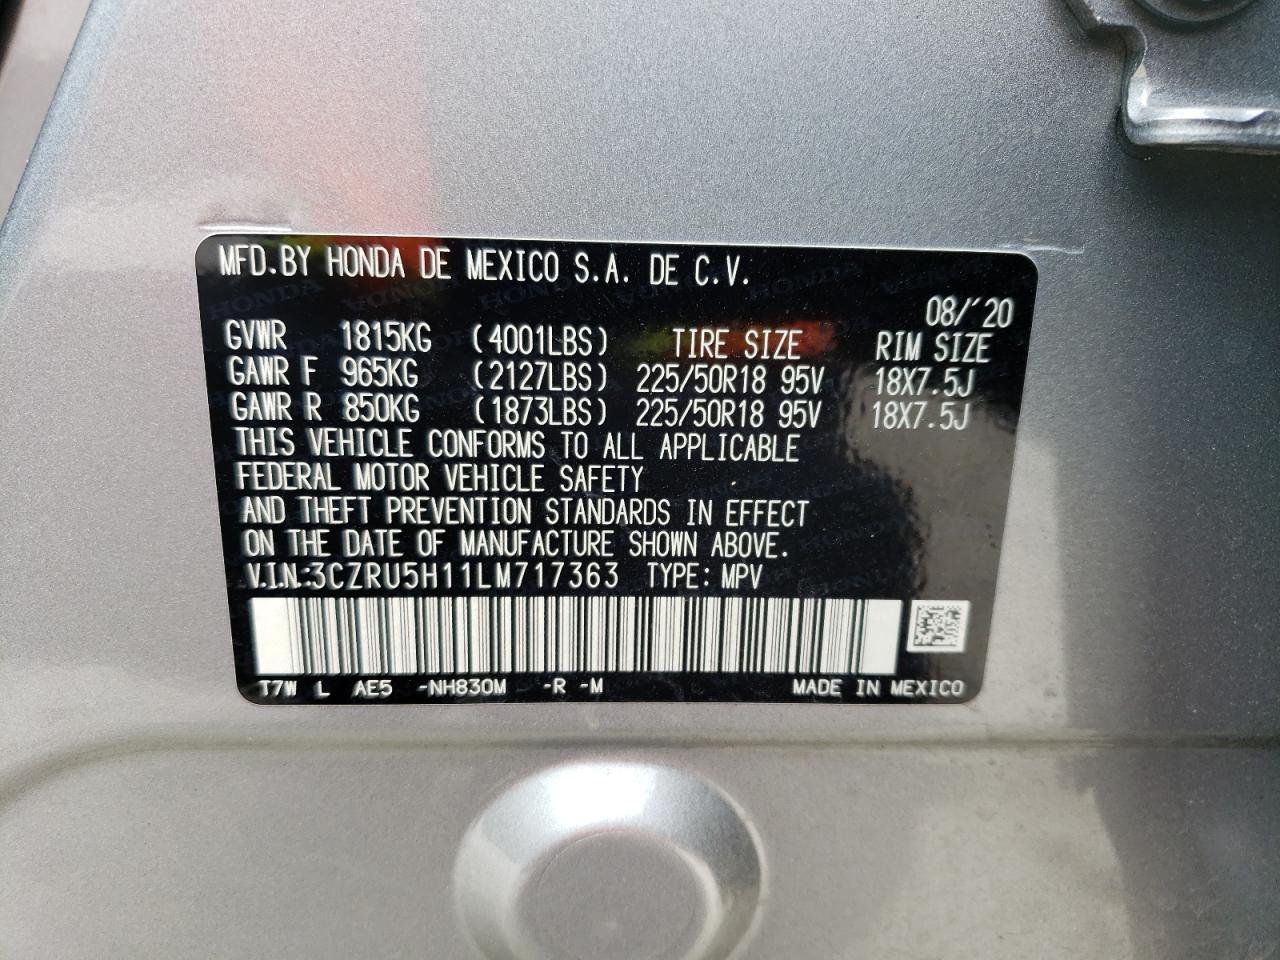 MFD.BY HONDA DE MEXICO S.A. DE C.V.
08/'20
GVWR 1815KG (4001LBS) TIRE SIZE RIM SIZE
GAWR F 965KG (2127LBS) 225/50R18 95V 18X7.5J
GAWR R 850KG (1873LBS) 225/50R18 95V 18X7.5J
THIS VEHICLE CONFORMS TO ALL APPLICABLE
FEDERAL MOTOR VEHICLE SAFETY
AND THEFT PREVENTION STANDARDS IN EFFECT
ON THE DATE OF MANUFACTURE SHOWN ABOVE.
V.I.N.:3CZRU5H11LM717363 TYPE: MPV
T7W L AE5 -NH830M -R -M MADE IN MEXICO